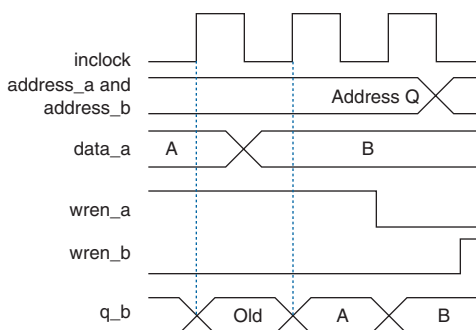 inclock
address_a and
address_b
Address Q
data_a
A
B
wren_a
wren_b
q_b
Old
A
B